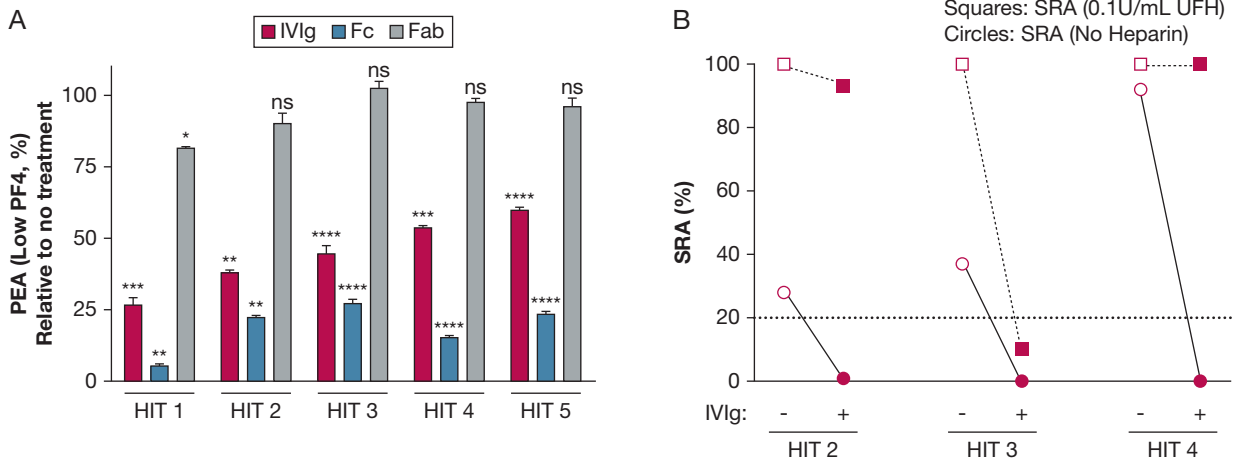 A
IVIg Fc Fab
PEA (Low PF4, %)
Relative to no treatment
100
75
50
25
0
*** ** *
** ** ns
**** **** ns
*** **** ns
**** **** ns
HIT 1 HIT 2 HIT 3 HIT 4 HIT 5
B
Squares: SRA (0.1U/mL UFH)
Circles: SRA (No Heparin)
SRA (%)
100
80
60
40
20
0
IVIg: - + - + - +
HIT 2 HIT 3 HIT 4